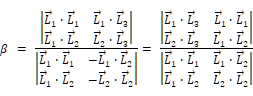 β = | L⃗₁ · L⃗₁  L⃗₁ · L⃗₃ | = | L⃗₁ · L⃗₃  L⃗₁ · L⃗₁ |
| L⃗₁ · L⃗₂  L⃗₂ · L⃗₃ |  | L⃗₂ · L⃗₃  L⃗₁ · L⃗₂ |
| L⃗₁ · L⃗₁  −L⃗₁ · L⃗₂ |  | L⃗₁ · L⃗₂  L⃗₁ · L⃗₁ |
| L⃗₁ · L⃗₂  −L⃗₂ · L⃗₂ |  | L⃗₂ · L⃗₂  L⃗₁ · L⃗₂ |